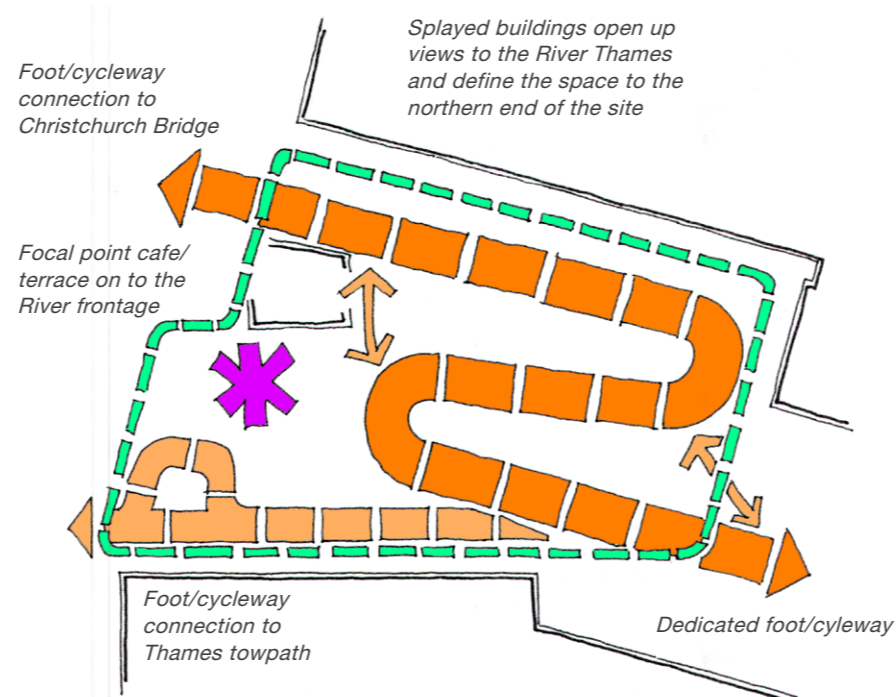 Splayed buildings open up
views to the River Thames
and define the space to the
northern end of the site
Foot/cycleway
connection to
Christchurch Bridge
Focal point cafe/
terrace on to the
River frontage
Foot/cycleway
connection to
Thames towpath
Dedicated foot/cyleway